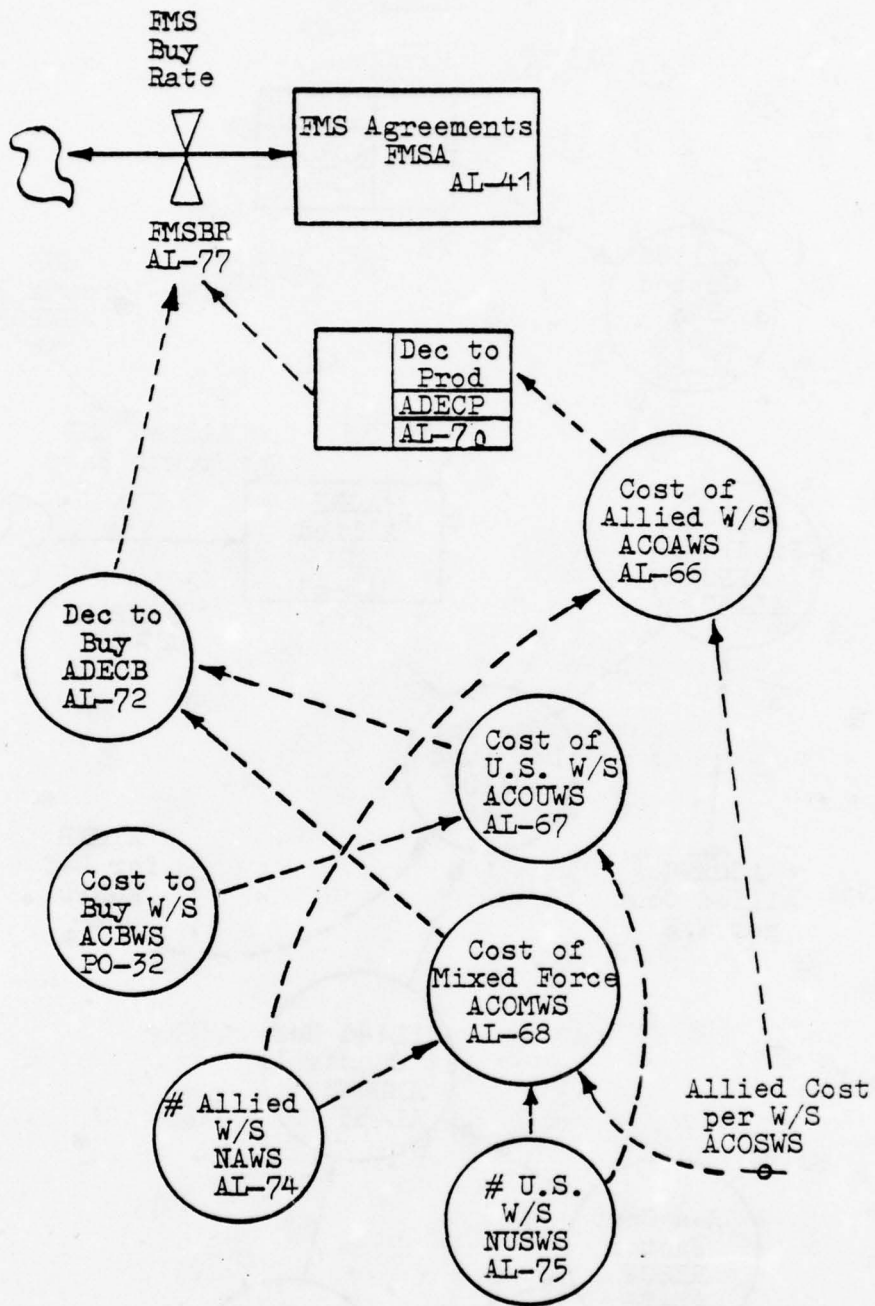 FMS
Buy
Rate
FMS Agreements
FMSA
AL-41
FMSBR
AL-77
Dec to
Prod
ADECP
AL-70
Cost of
Allied W/S
ACOAWS
AL-66
Dec to
Buy
ADECB
AL-72
Cost of
U.S. W/S
ACOUWS
AL-67
Cost to
Buy W/S
ACBWS
PO-32
Cost of
Mixed Force
ACOMWS
AL-68
# Allied
W/S
NAWS
AL-74
# U.S.
W/S
NUSWS
AL-75
Allied Cost
per W/S
ACOSWS